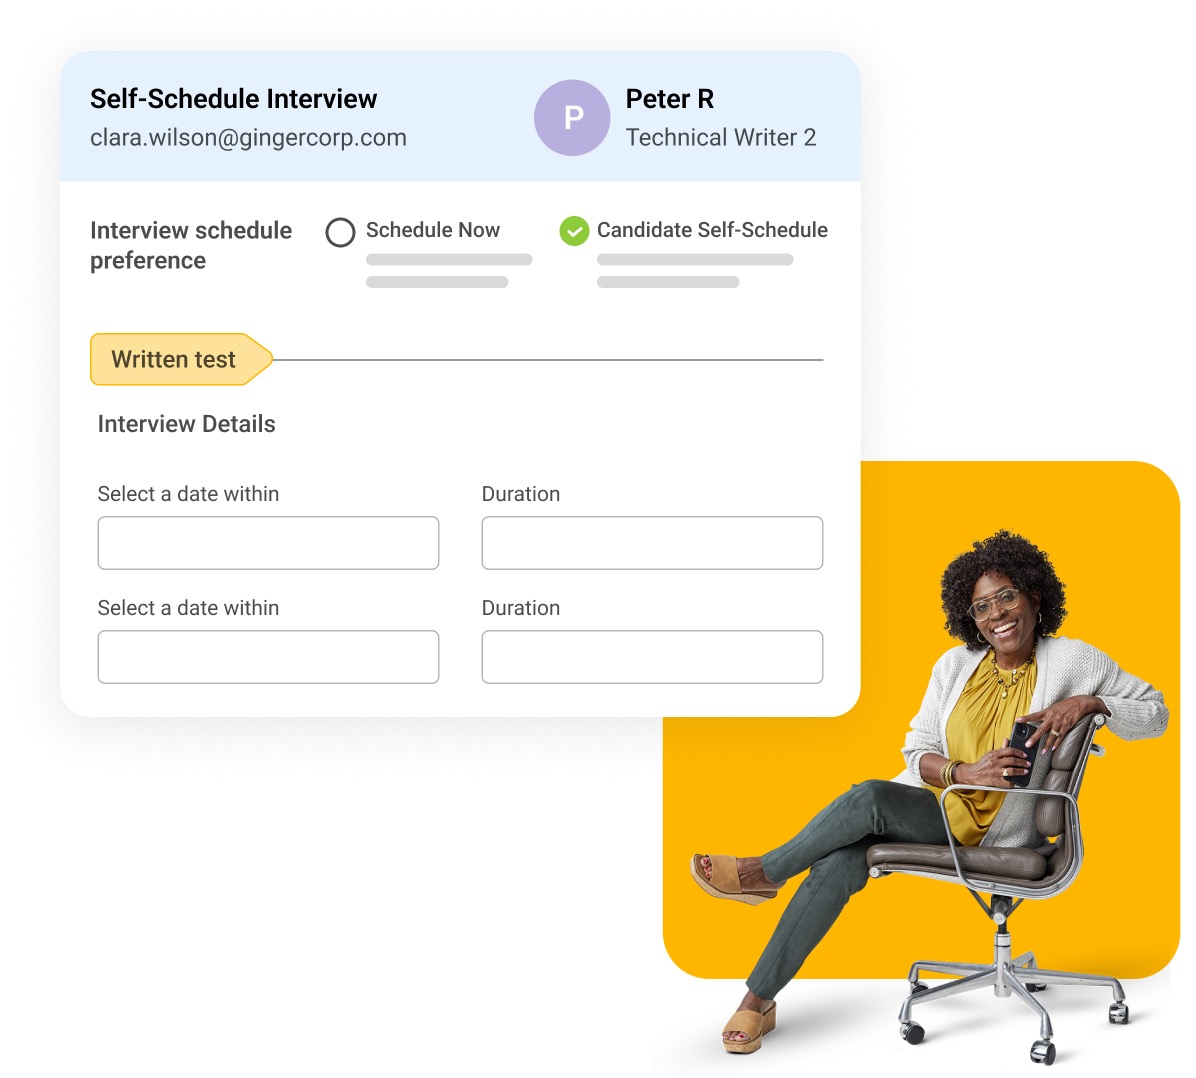 Self-Schedule Interview
clara.wilson@gingercorp.com
P
Peter R
Technical Writer 2
Interview schedule
preference
Schedule Now
Candidate Self-Schedule
Written test
Interview Details
Select a date within
Duration
Select a date within
Duration